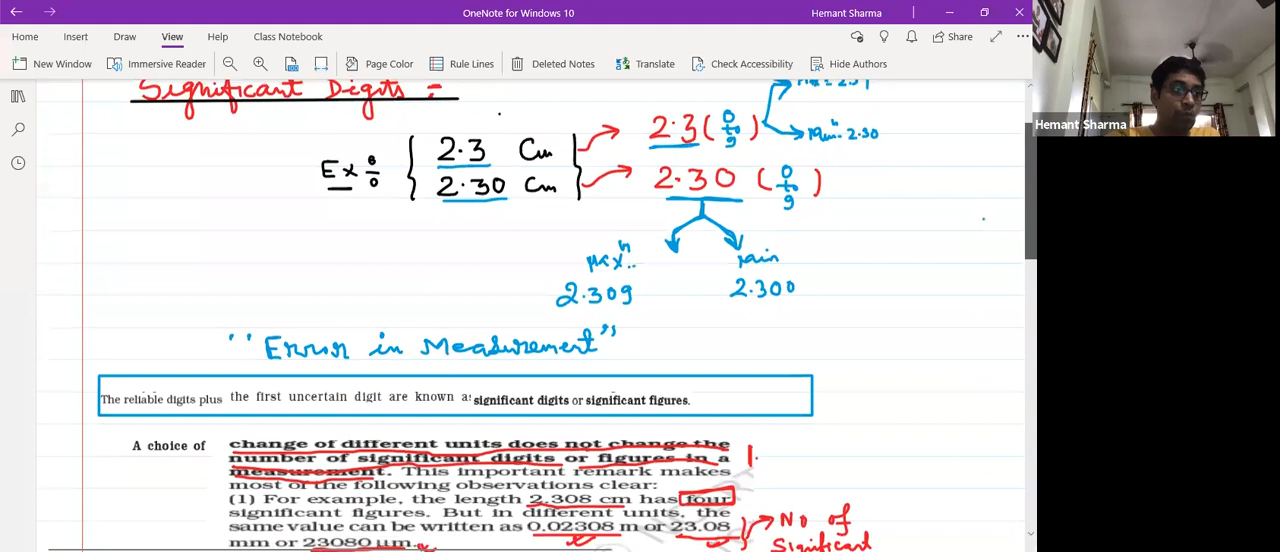 OneNote for Windows 10
Hemant Sharma
Home Insert Draw View Help Class Notebook
Share
New Window Immersive Reader Page Color Rule Lines Deleted Notes Translate Check Accessibility Hide Authors
Hemant Sharma
Significant Digits :-
2.3 ( 0 to 9 )
Min 2.30
Ex :- { 2.3 Cm
2.30 Cm }
2.30 ( 0 to 9 )
Max Min
2.309 2.300
"Error in Measurement"
The reliable digits plus the first uncertain digit are known as significant digits or significant figures.
A choice of change of different units does not change the
number of significant digits or figures in a
measurement. This important remark makes
most of the following observations clear:
(1) For example, the length 2.308 cm has four
significant figures. But in different units, the
same value can be written as 0.02308 m or 23.08
mm or 23080 µm.
No of
Significant